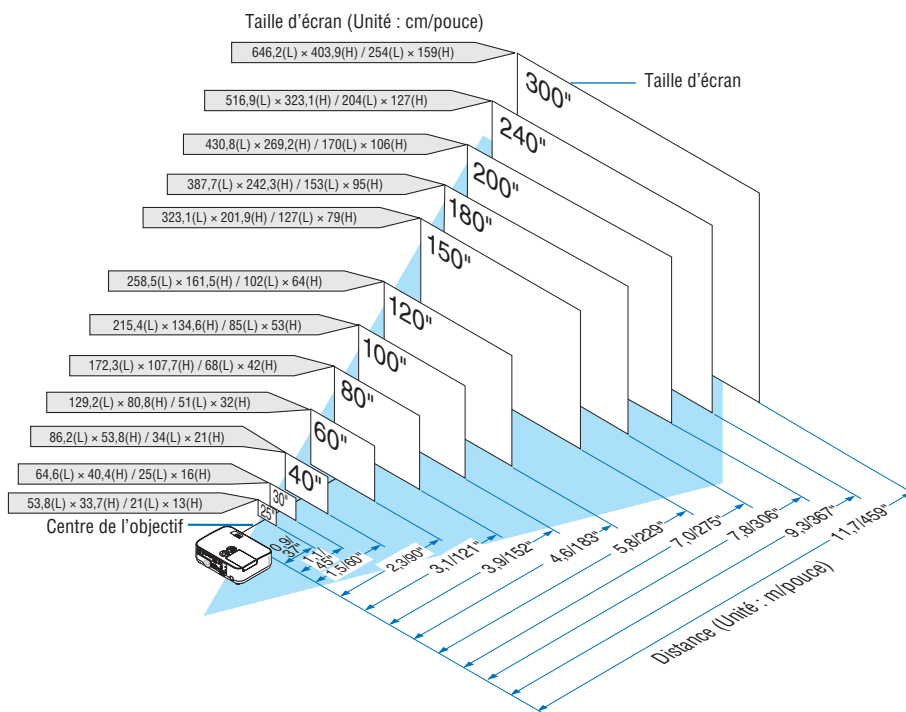 Taille d'écran (Unité : cm/pouce)
646,2(L) × 403,9(H) / 254(L) × 159(H)
Taille d'écran
300"
516,9(L) × 323,1(H) / 204(L) × 127(H)
240"
430,8(L) × 269,2(H) / 170(L) × 106(H)
200"
387,7(L) × 242,3(H) / 153(L) × 95(H)
180"
323,1(L) × 201,9(H) / 127(L) × 79(H)
150"
258,5(L) × 161,5(H) / 102(L) × 64(H)
120"
215,4(L) × 134,6(H) / 85(L) × 53(H)
100"
172,3(L) × 107,7(H) / 68(L) × 42(H)
80"
129,2(L) × 80,8(H) / 51(L) × 32(H)
60"
86,2(L) × 53,8(H) / 34(L) × 21(H)
40"
64,6(L) × 40,4(H) / 25(L) × 16(H)
30"
53,8(L) × 33,7(H) / 21(L) × 13(H)
25"
Centre de l'objectif
0,9/
37"
1,1/
45"
1,5/60"
2,3/90"
3,1/121"
3,9/152"
4,6/183"
5,8/229"
7,0/275"
7,8/306"
9,3/367"
11,7/459"
Distance (Unité : m/pouce)